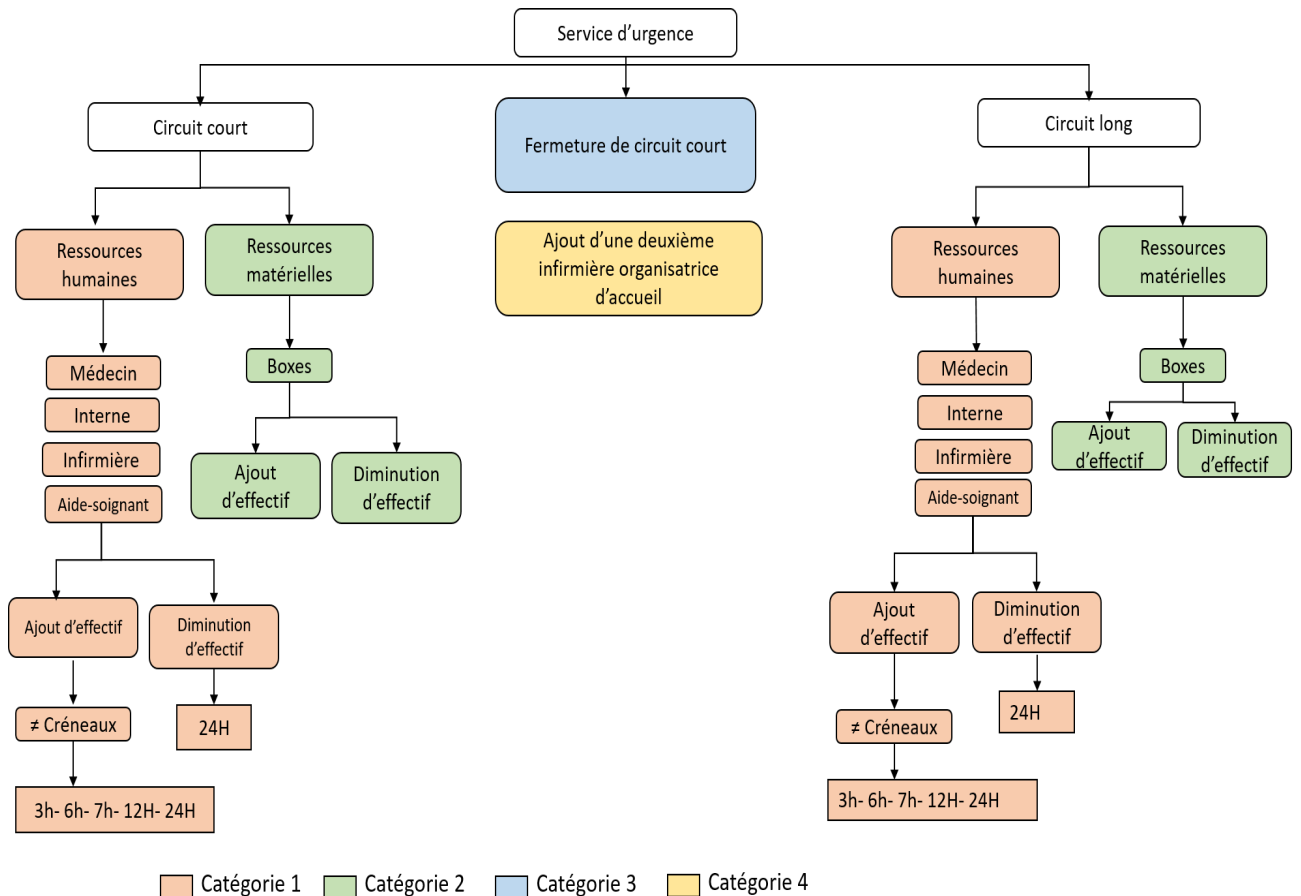 Service d'urgence
Circuit court
Fermeture de circuit court
Circuit long
Ressources
humaines
Ressources
matérielles
Ajout d'une deuxième
infirmière organisatrice
d'accueil
Ressources
humaines
Ressources
matérielles
Médecin
Interne
Infirmière
Aide-soignant
Boxes
Ajout
d'effectif
Diminution
d'effectif
Médecin
Interne
Infirmière
Aide-soignant
Boxes
Ajout
d'effectif
Diminution
d'effectif
Ajout d'effectif
Diminution
d'effectif
≠ Créneaux
24H
3h- 6h- 7h- 12H- 24H
Ajout
d'effectif
Diminution
d'effectif
≠ Créneaux
24H
3h- 6h- 7h- 12H- 24H
Catégorie 1
Catégorie 2
Catégorie 3
Catégorie 4